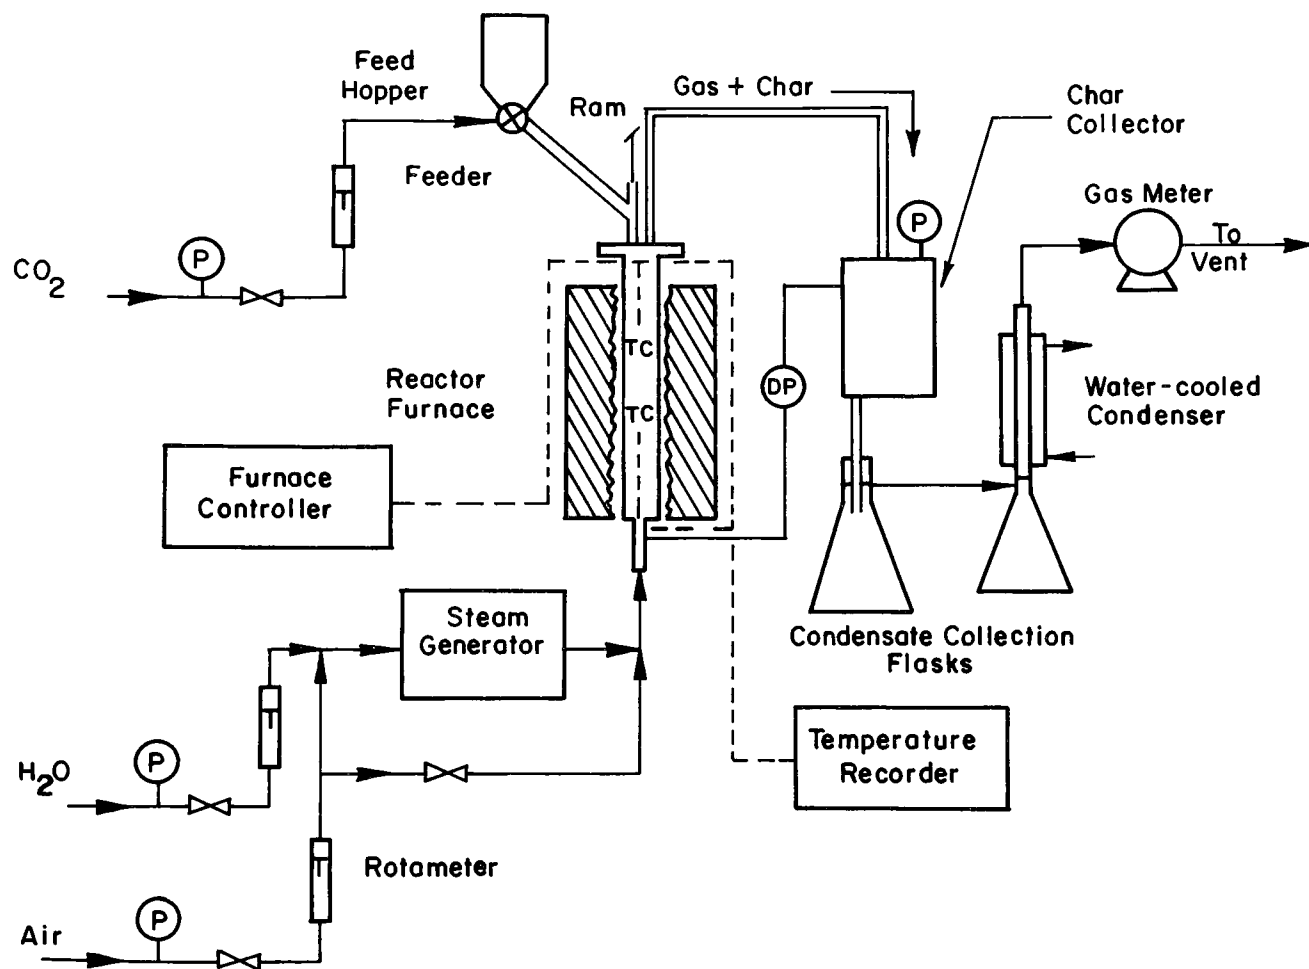 Feed
Hopper
Ram
Gas + Char
Char
Collector
Feeder
Gas Meter
P
To
Vent
P
CO2
TC
DP
Reactor
Furnace
TC
Water-cooled
Condenser
Furnace
Controller
Steam
Generator
Condensate Collection
Flasks
P
H2O
Temperature
Recorder
Rotameter
P
Air